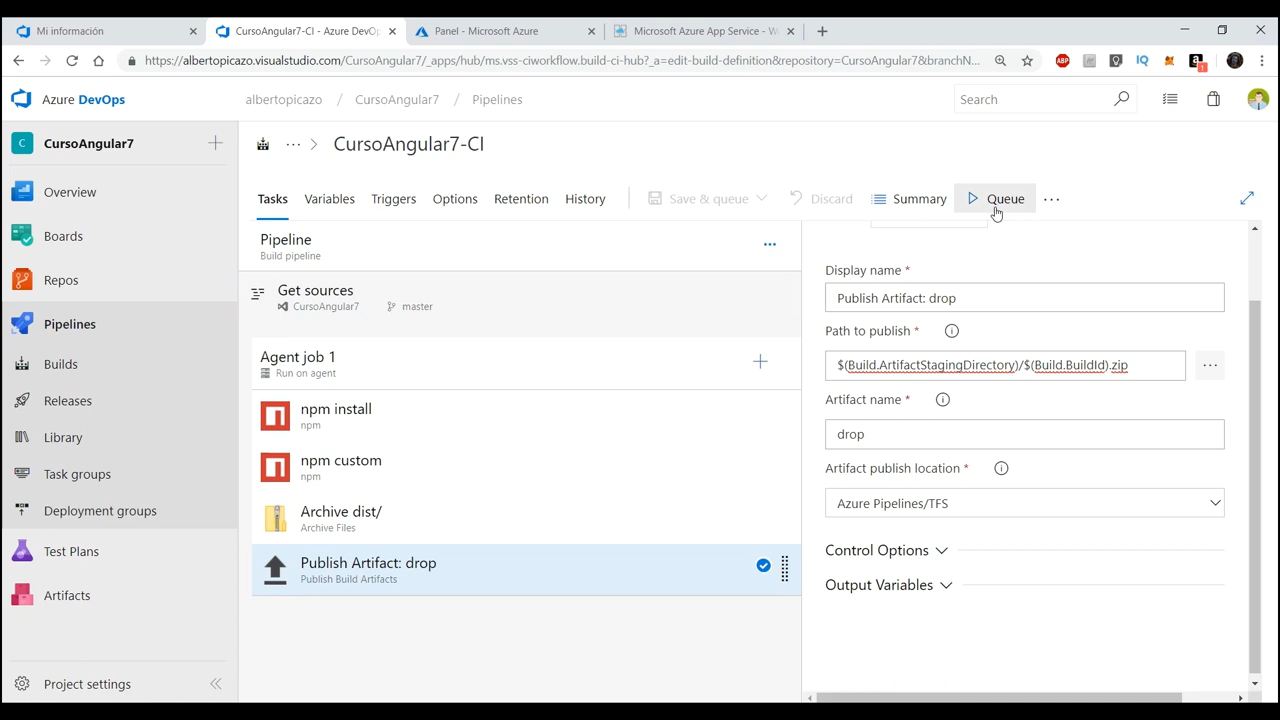 Mi información
CursoAngular7-CI - Azure DevOp
Panel - Microsoft Azure
Microsoft Azure App Service - W
https://albertopicazo.visualstudio.com/CursoAngular7/_apps/hub/ms.vss-ciworkflow.build-ci-hub?_a=edit-build-definition&repository=CursoAngular7&branchN...
ABP
IQ
a
1
Azure DevOps
albertopicazo / CursoAngular7 / Pipelines
Search
C CursoAngular7
... > CursoAngular7-CI
Overview
Boards
Repos
Pipelines
Builds
Releases
Library
Task groups
Deployment groups
Test Plans
Artifacts
Project settings
Tasks Variables Triggers Options Retention History
Save & queue Discard Summary Queue ...
Pipeline
Build pipeline
Get sources
CursoAngular7 master
Agent job 1
Run on agent
npm install
npm
npm custom
npm
Archive dist/
Archive Files
Publish Artifact: drop
Publish Build Artifacts
Display name *
Publish Artifact: drop
Path to publish *
$(Build.ArtifactStagingDirectory)/$(Build.BuildId).zip
Artifact name *
drop
Artifact publish location *
Azure Pipelines/TFS
Control Options
Output Variables